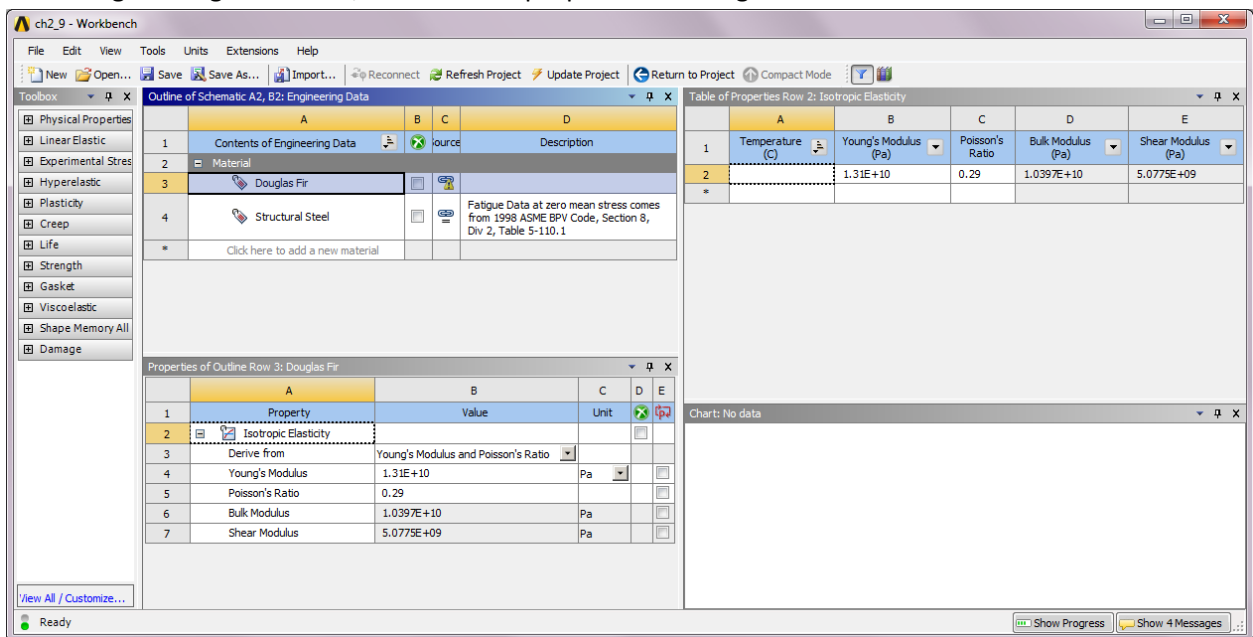 ch2_9 - Workbench
File Edit View Tools Units Extensions Help
New Open... Save Save As... Import... Reconnect Refresh Project Update Project Return to Project Compact Mode
Toolbox
Physical Properties
Linear Elastic
Experimental Stres
Hyperelastic
Plasticity
Creep
Life
Strength
Gasket
Viscoelastic
Shape Memory All
Damage
View All / Customize...
Outline of Schematic A2, B2: Engineering Data
A B C D
1 Contents of Engineering Data ource Description
2 Material
3 Douglas Fir
4 Structural Steel
Fatigue Data at zero mean stress comes
from 1998 ASME BPV Code, Section 8,
Div 2, Table 5-110.1
* Click here to add a new material
Properties of Outline Row 3: Douglas Fir
A B C D E
1 Property Value Unit
2 Isotropic Elasticity
3 Derive from Young's Modulus and Poisson's Ratio
4 Young's Modulus 1.31E+10 Pa
5 Poisson's Ratio 0.29
6 Bulk Modulus 1.0397E+10 Pa
7 Shear Modulus 5.0775E+09 Pa
Table of Properties Row 2: Isotropic Elasticity
A B C D E
1 Temperature (C) Young's Modulus (Pa) Poisson's Ratio Bulk Modulus (Pa) Shear Modulus (Pa)
2 1.31E+10 0.29 1.0397E+10 5.0775E+09
*
Chart: No data
Ready
Show Progress Show 4 Messages